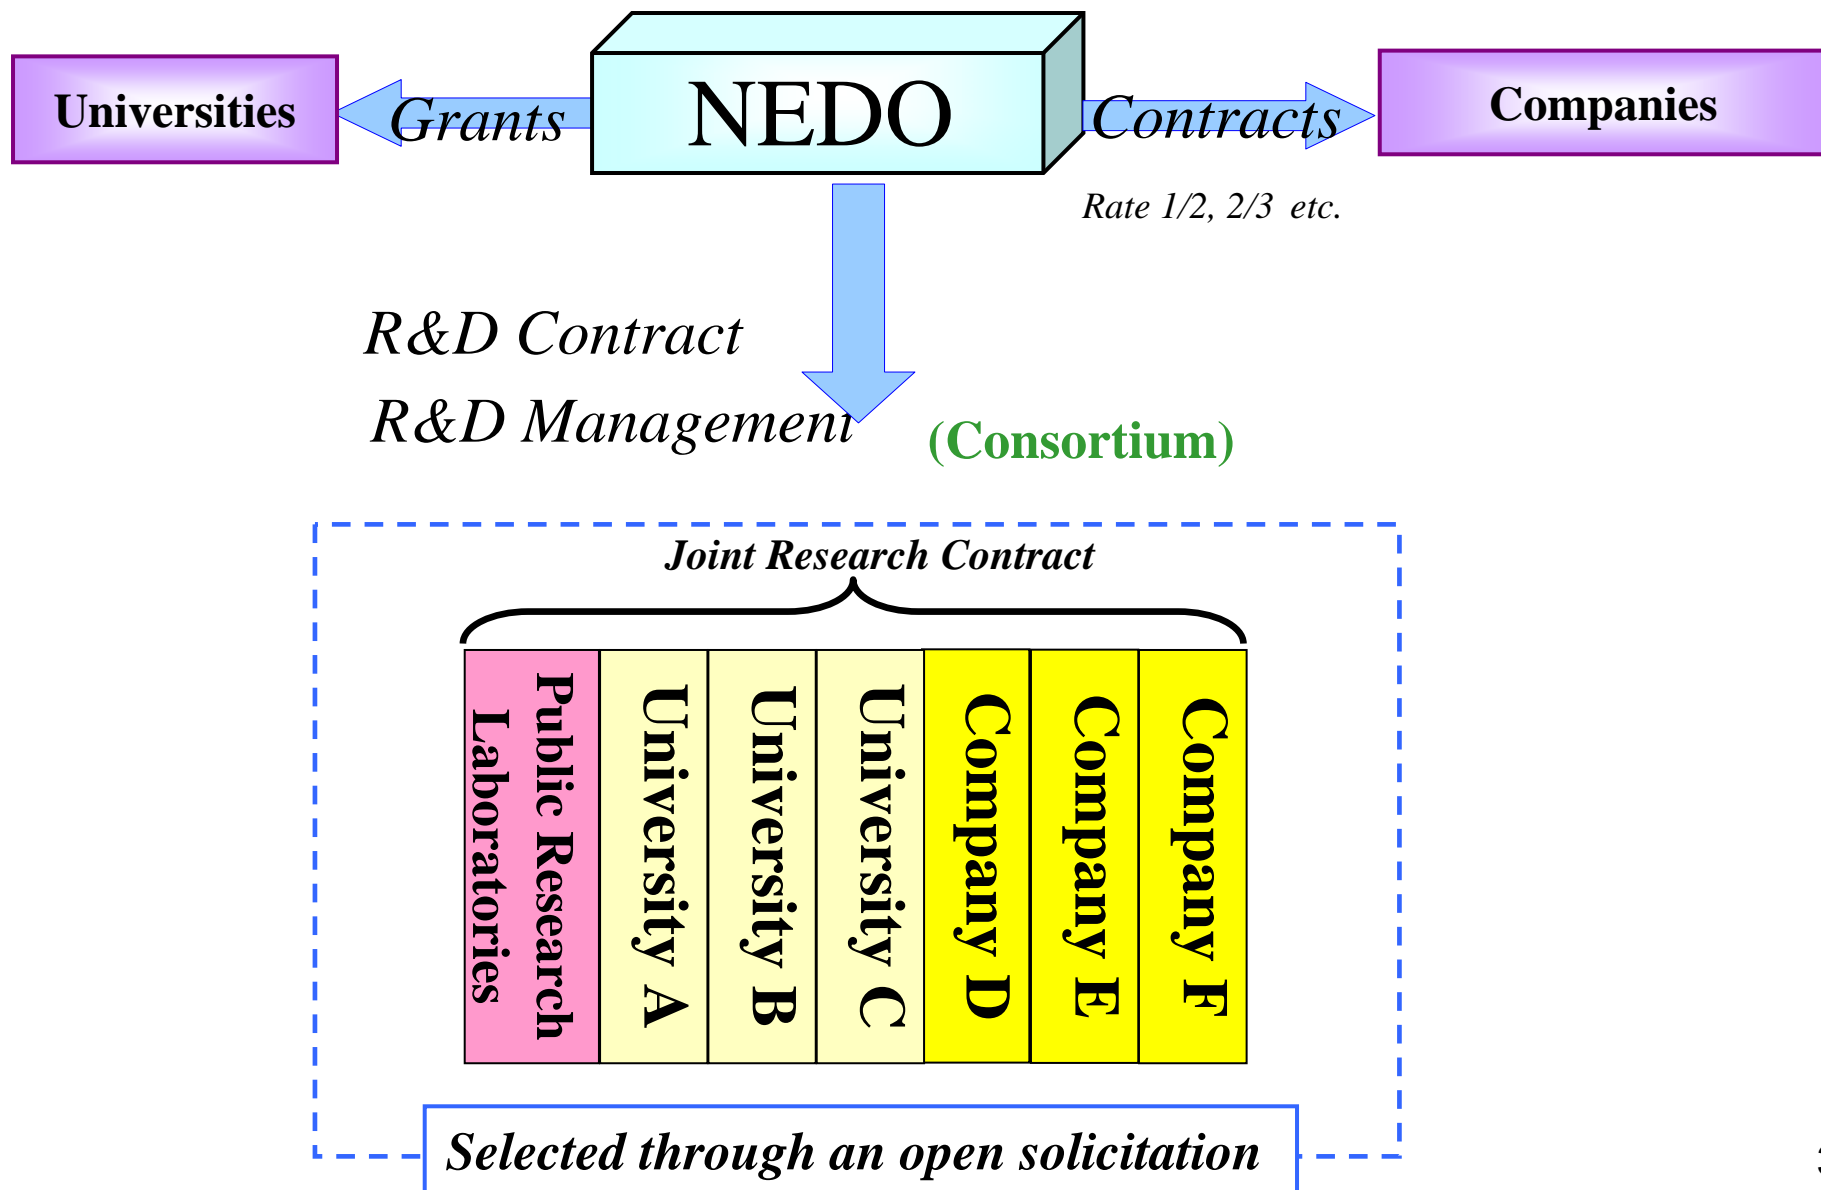 Universities
Grants
NEDO
Contracts
Companies
Rate 1/2, 2/3 etc.
R&D Contract
R&D Management
(Consortium)
Joint Research Contract
Public Research
Laboratories
University A
University B
University C
Company D
Company E
Company F
Selected through an open solicitation